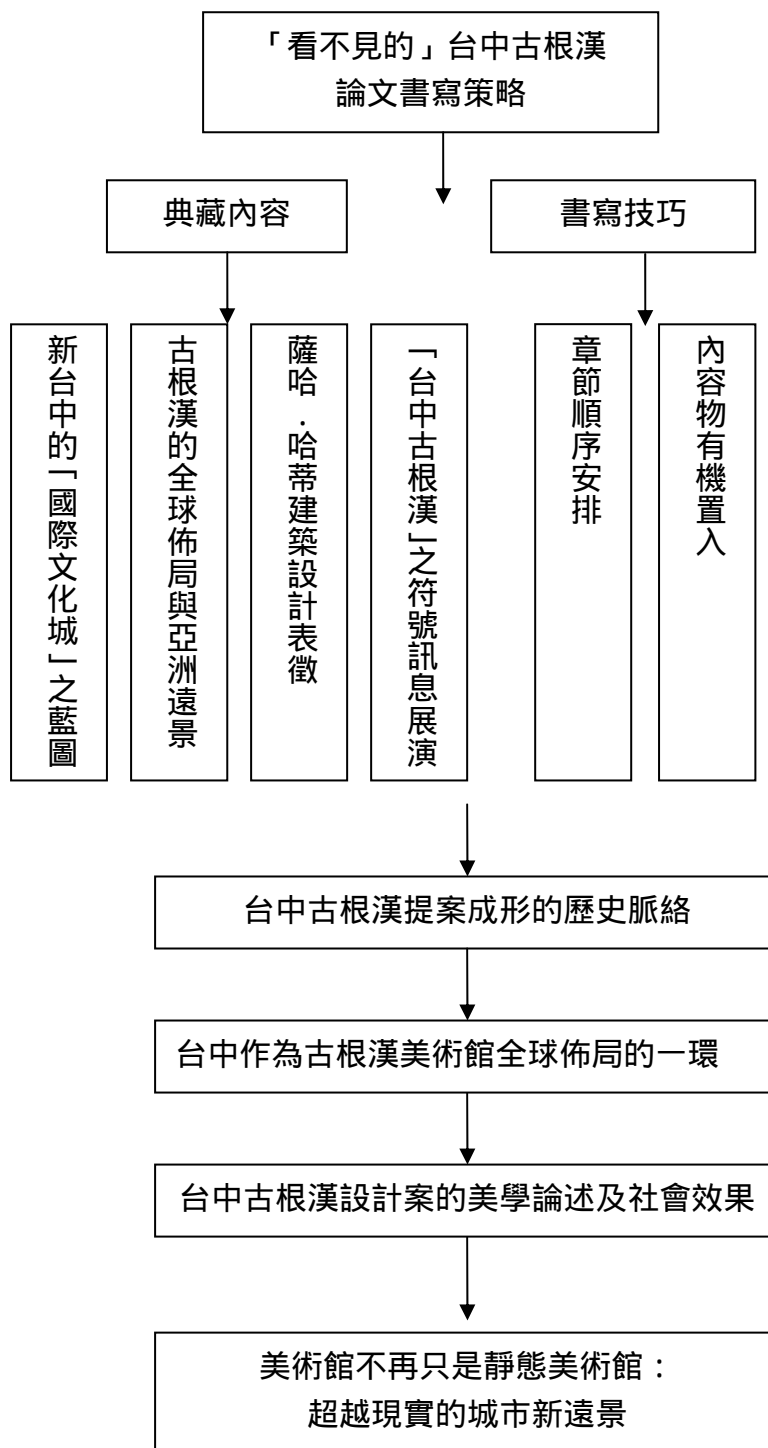 「看不見的」台中古根漢
論文書寫策略
典藏內容
書寫技巧
新台中的「國際文化城」之藍圖
古根漢的全球佈局與亞洲遠景
薩哈．哈蒂建築設計表徵
「台中古根漢」之符號訊息展演
章節順序安排
內容物有機置入
台中古根漢提案成形的歷史脈絡
台中作為古根漢美術館全球佈局的一環
台中古根漢設計案的美學論述及社會效果
美術館不再只是靜態美術館：
超越現實的城市新遠景